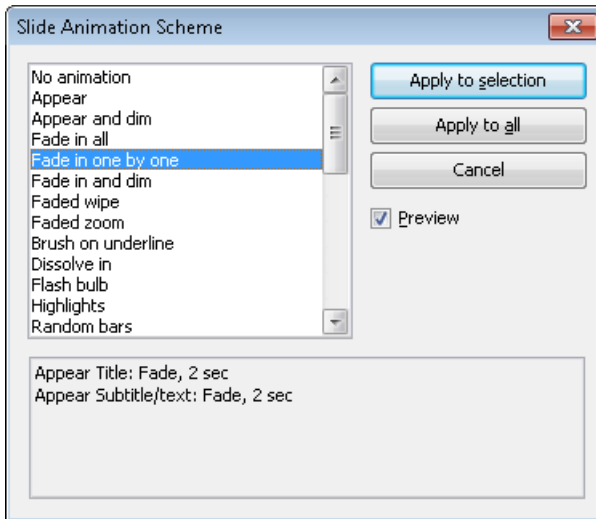 Slide Animation Scheme
No animation
Appear
Appear and dim
Fade in all
Fade in one by one
Fade in and dim
Faded wipe
Faded zoom
Brush on underline
Dissolve in
Flash bulb
Highlights
Random bars
Apply to selection
Apply to all
Cancel
Preview
Appear Title: Fade, 2 sec
Appear Subtitle/text: Fade, 2 sec